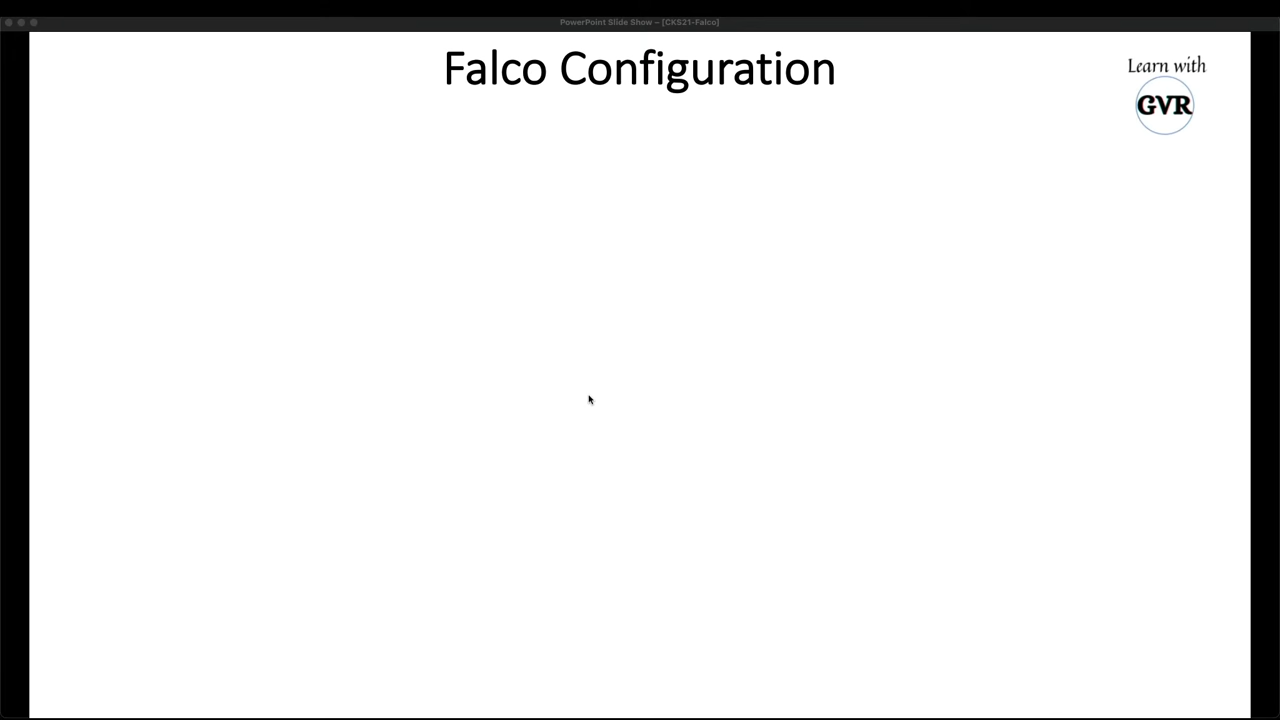 PowerPoint Slide Show – [CKS21-Falco]
Falco Configuration
Learn with
GVR